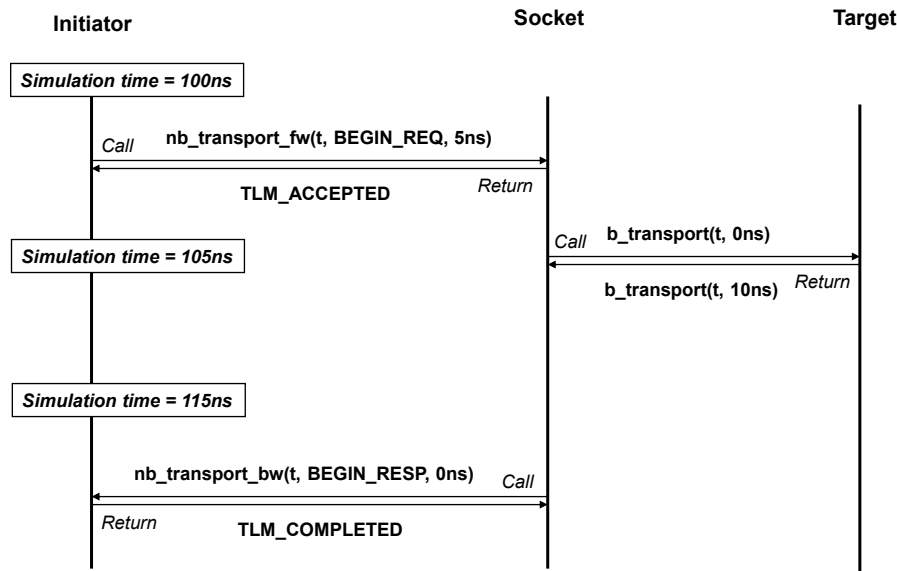 Initiator
Socket
Target
Simulation time = 100ns
Call
nb_transport_fw(t, BEGIN_REQ, 5ns)
TLM_ACCEPTED
Return
Simulation time = 105ns
Call
b_transport(t, 0ns)
b_transport(t, 10ns)
Return
Simulation time = 115ns
nb_transport_bw(t, BEGIN_RESP, 0ns)
Call
Return
TLM_COMPLETED